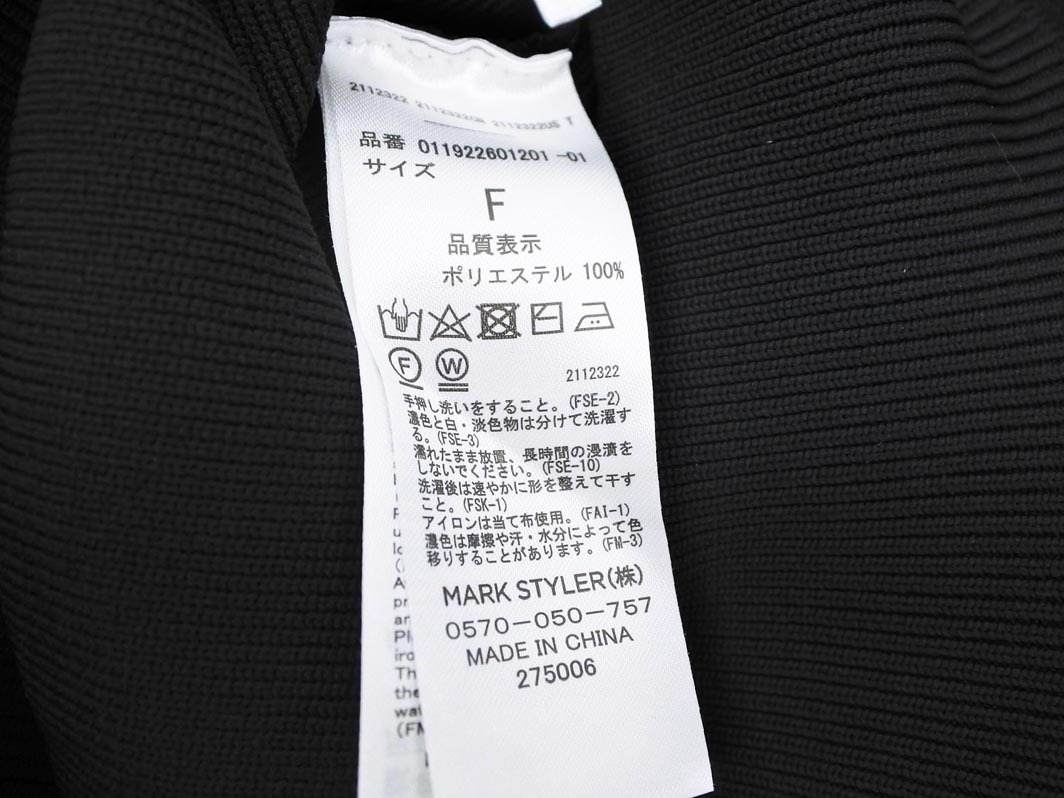 2112322 2112322CN 2112322US T
品番 011922601201 -01
サイズ
F
品質表示
ポリエステル 100%
F W
2112322
手押し洗いをすること。(FSE-2)
濃色と白・淡色物は分けて洗濯す
る。(FSE-3)
濡れたまま放置、長時間の浸漬を
しないでください。(FSE-10)
洗濯後は速やかに形を整えて干す
こと。(FSK-1)
アイロンは当て布使用。(FAI-1)
濃色は摩擦や汗・水分によって色
移りすることがあります。(FM-3)
MARK STYLER(株)
0570-050-757
MADE IN CHINA
275006